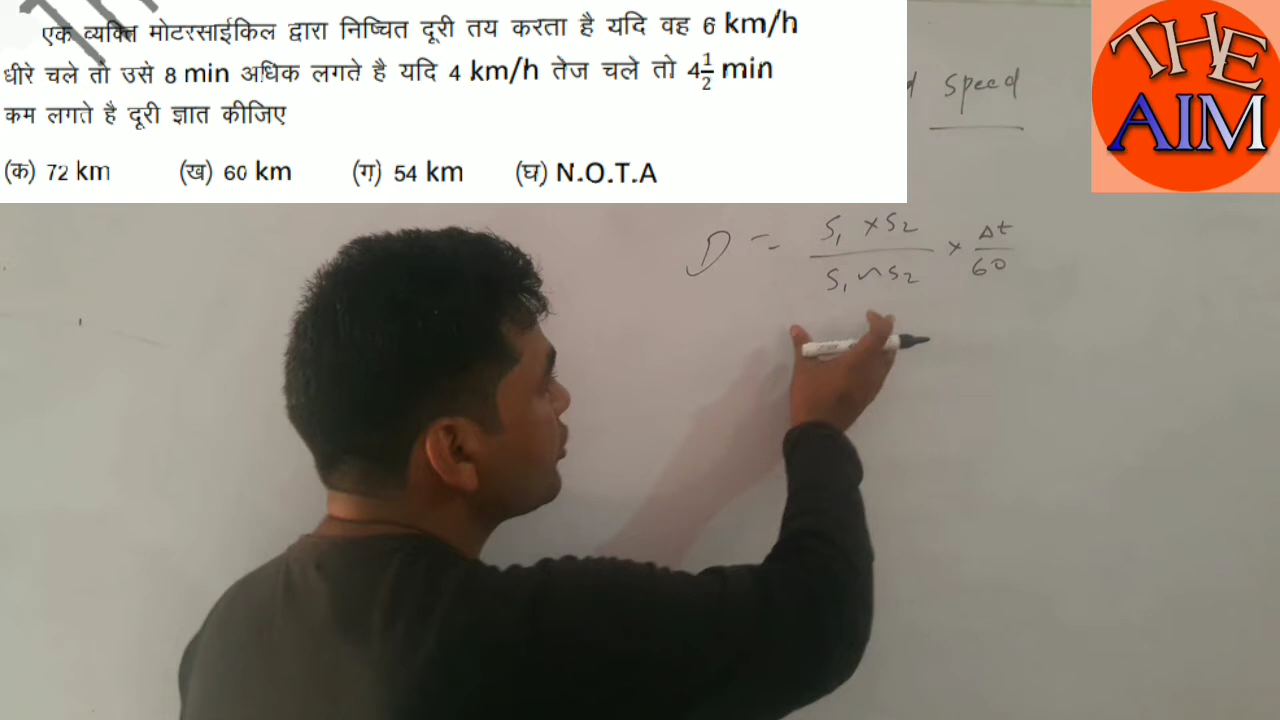 एक व्यक्ति मोटरसाईकिल द्वारा निष्चित दूरी तय करता है यदि वह 6 km/h
धीरे चले तो उसे 8 min अधिक लगते है यदि 4 km/h तेज चले तो 4½ min
कम लगते है दूरी ज्ञात कीजिए
(क) 72 km (ख) 60 km (ग) 54 km (घ) N.O.T.A
THE
AIM
speed
D = S₁ × S₂ / S₁ ~ S₂ × Δt / 60